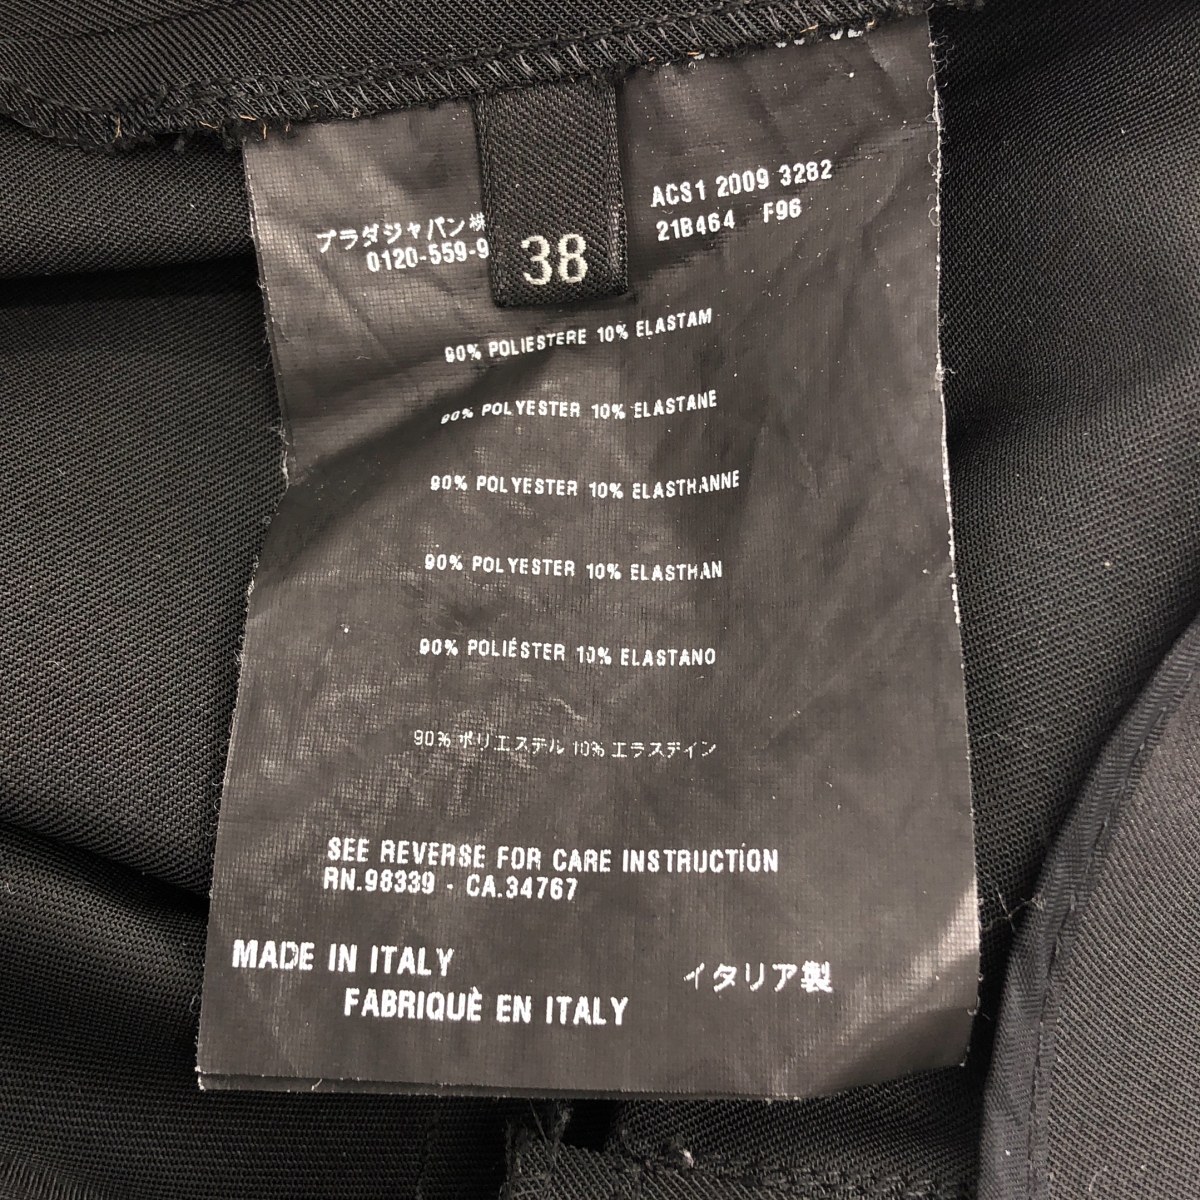 プラダジャパン株
0120-559-9
38
ACS1 2009 3282
21B464 F96
90% POLIESTERE 10% ELASTAM
90% POLYESTER 10% ELASTANE
90% POLYESTER 10% ELASTHANNE
90% POLYESTER 10% ELASTHAN
90% POLIÉSTER 10% ELASTANO
90% ポリエステル 10% エラステイン
SEE REVERSE FOR CARE INSTRUCTION
RN.98339 - CA.34767
MADE IN ITALY
FABRIQUÈ EN ITALY
イタリア製